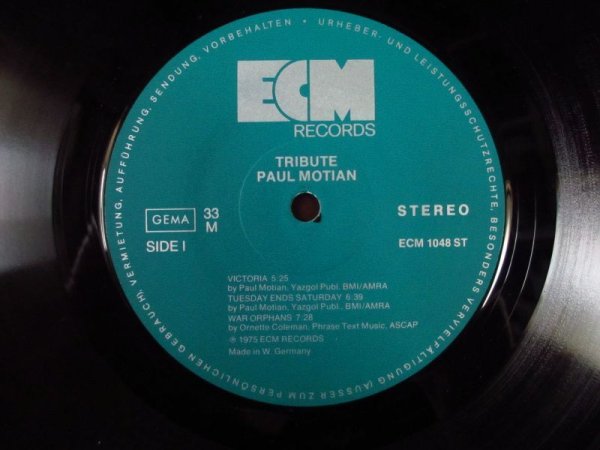 VERMIETUNG, AUFFÜHRUNG, SENDUNG, VORBEHALTEN • URHEBER- UND LEISTUNGSSCHUTZRECHTE, BESONDERS VERVIELFÄLTIGUNG (AUSSER ZUM PERSÖNLICHEN GEBRAUCH),
ECM
RECORDS
TRIBUTE
PAUL MOTIAN
GEMA
33
M
SIDE I
STEREO
ECM 1048 ST
VICTORIA 5:25
by Paul Motian, Yazgol Publ. BMI/AMRA
TUESDAY ENDS SATURDAY 6:39
by Paul Motian, Yazgol Publ. BMI/AMRA
WAR ORPHANS 7:28
by Ornette Coleman, Phrase Text Music, ASCAP
℗ 1975 ECM RECORDS
Made in W. Germany